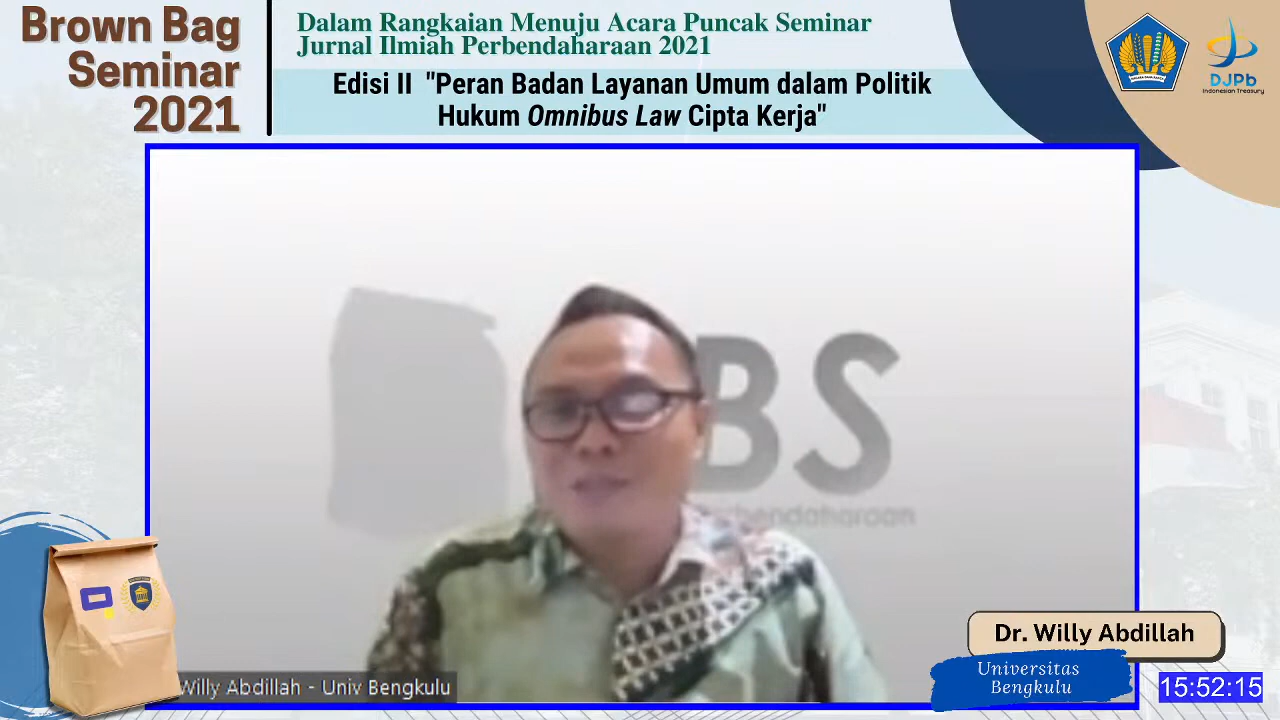 Brown Bag
Seminar
2021
Dalam Rangkaian Menuju Acara Puncak Seminar
Jurnal Ilmiah Perbendaharaan 2021
Edisi II "Peran Badan Layanan Umum dalam Politik
Hukum Omnibus Law Cipta Kerja"
DJPb
Indonesian Treasury
BS
Dr. Willy Abdillah
Universitas
Bengkulu
Willy Abdillah - Univ Bengkulu
15:52:15